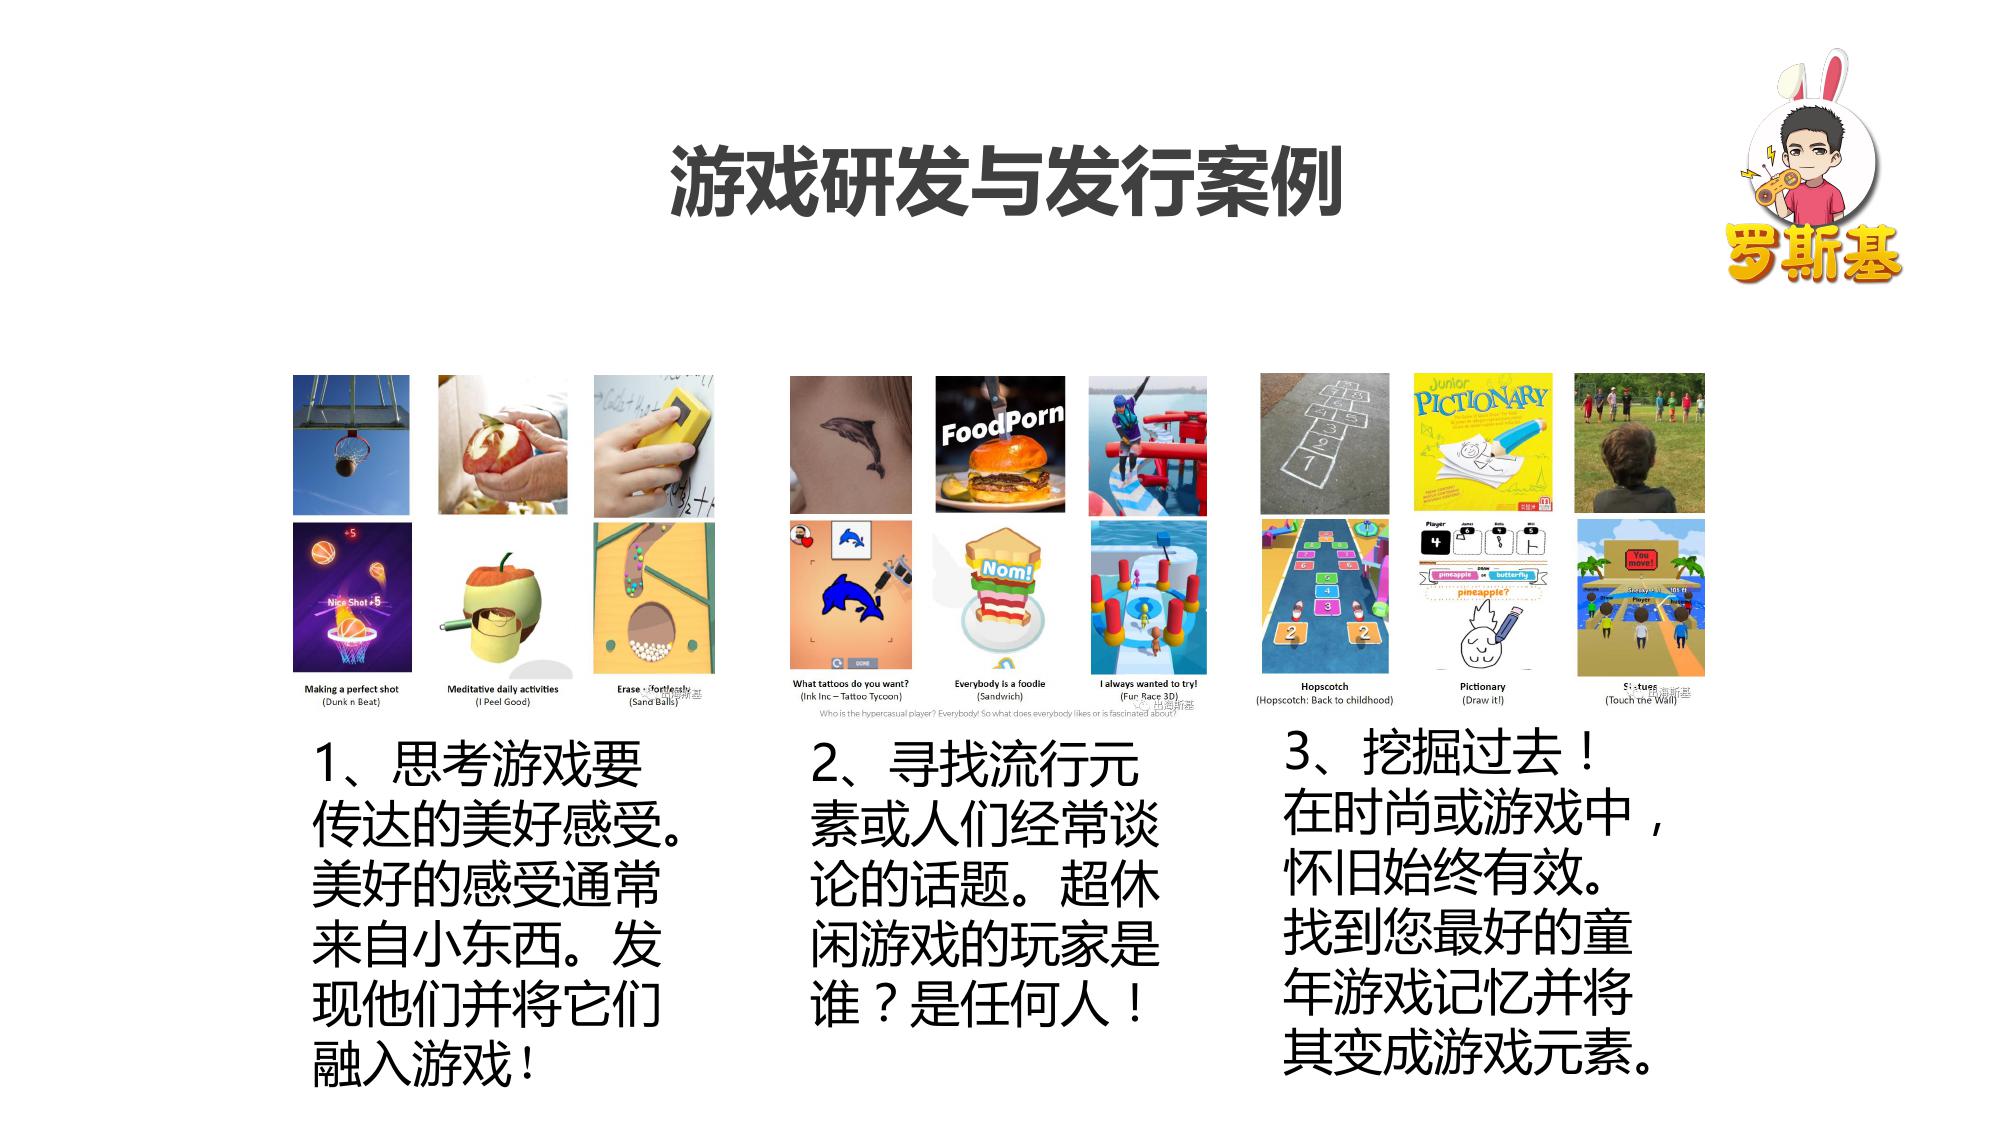 游戏研发与发行案例
罗斯基
FoodPorn
Junior
PICTIONARY
+5
Nice Shot +5
Nom!
DONE
Player
4
DRAW
pineapple OR butterfly
pineapple?
You move!
Player
Making a perfect shot
(Dunk n Beat)
Meditative daily activities
(I Peel Good)
Erase effortlessly
(Sand Balls)
出海斯基
What tattoos do you want?
(Ink Inc – Tattoo Tycoon)
Everybody is a foodie
(Sandwich)
I always wanted to try!
(Fun Race 3D)
出海斯基
Who is the hypercasual player? Everybody! So what does everybody likes or is fascinated about?
Hopscotch
(Hopscotch: Back to childhood)
Pictionary
(Draw it!)
Statues
(Touch the Wall)
出海斯基
1、思考游戏要
传达的美好感受。
美好的感受通常
来自小东西。发
现他们并将它们
融入游戏!
2、寻找流行元
素或人们经常谈
论的话题。超休
闲游戏的玩家是
谁？是任何人！
3、挖掘过去！
在时尚或游戏中，
怀旧始终有效。
找到您最好的童
年游戏记忆并将
其变成游戏元素。